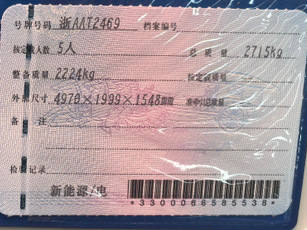 号牌号码 浙AAT2469 档案编号
核定载人数 5人 总质量 2715kg
整备质量 2224kg 核定载质量 --
外廓尺寸 4978×1999×1548mm 准牵引总质量 --
备注
检验记录
新能源/电
*3300066585538*